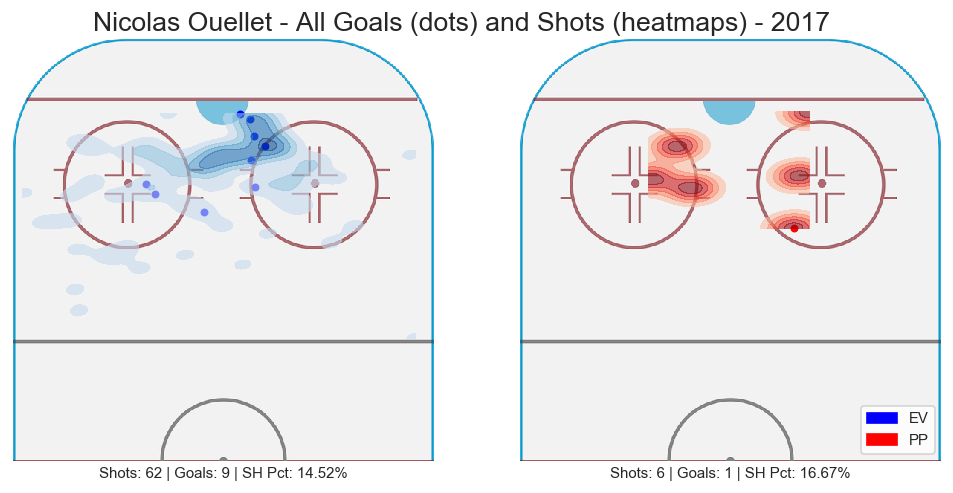 Nicolas Ouellet - All Goals (dots) and Shots (heatmaps) - 2017
EV
PP
Shots: 62 | Goals: 9 | SH Pct: 14.52%
Shots: 6 | Goals: 1 | SH Pct: 16.67%